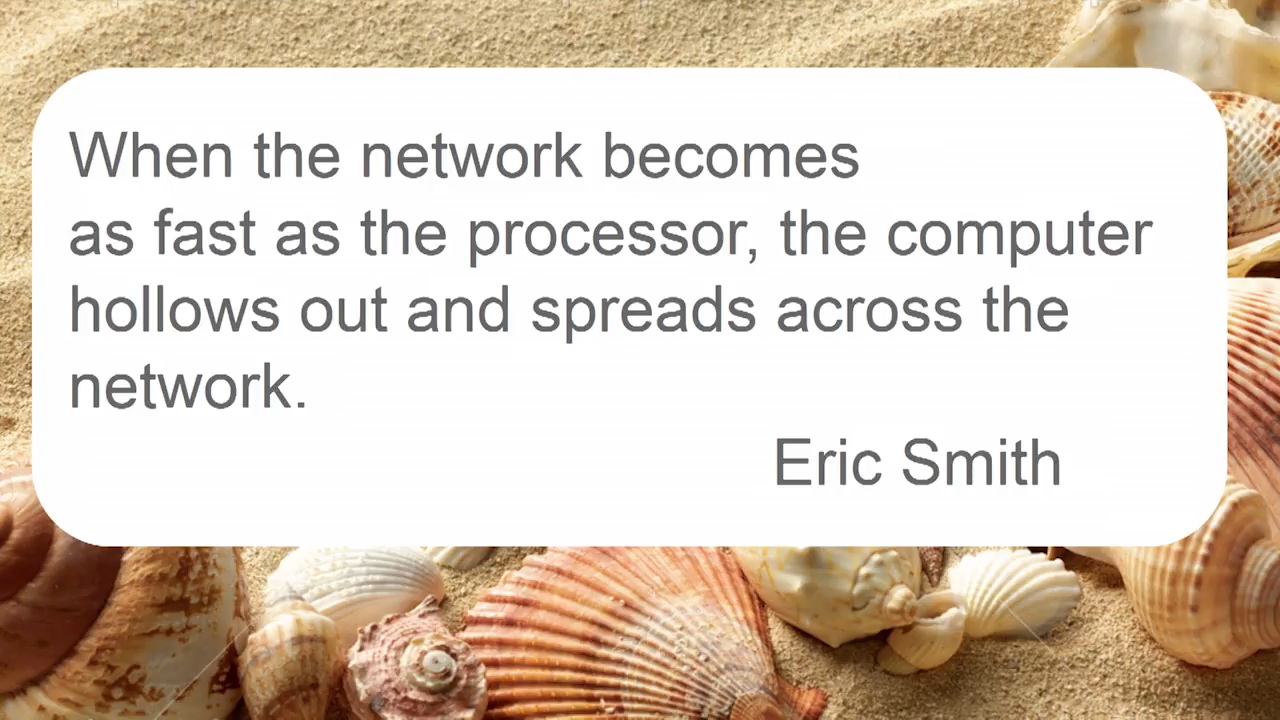 When the network becomes
as fast as the processor, the computer
hollows out and spreads across the
network.
Eric Smith